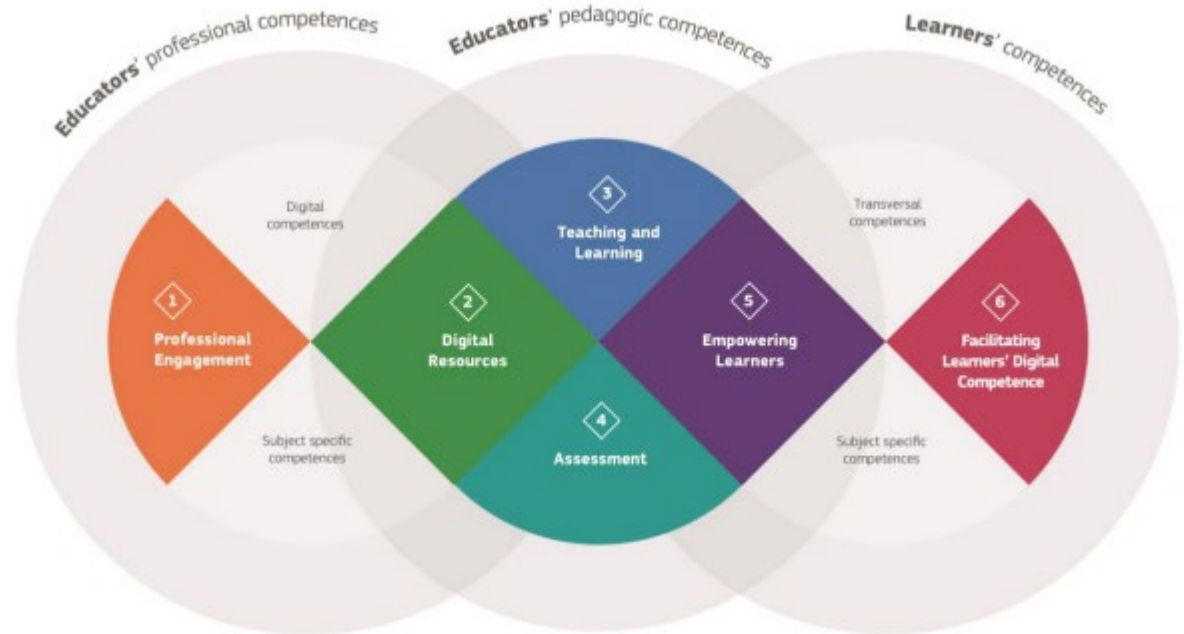 Educators' professional competences
Educators' pedagogic competences
Learners' competences
Digital
competences
Transversal
competences
1
Professional
Engagement
2
Digital
Resources
3
Teaching and
Learning
4
Assessment
5
Empowering
Learners
6
Facilitating
Learners' Digital
Competence
Subject specific
competences
Subject specific
competences